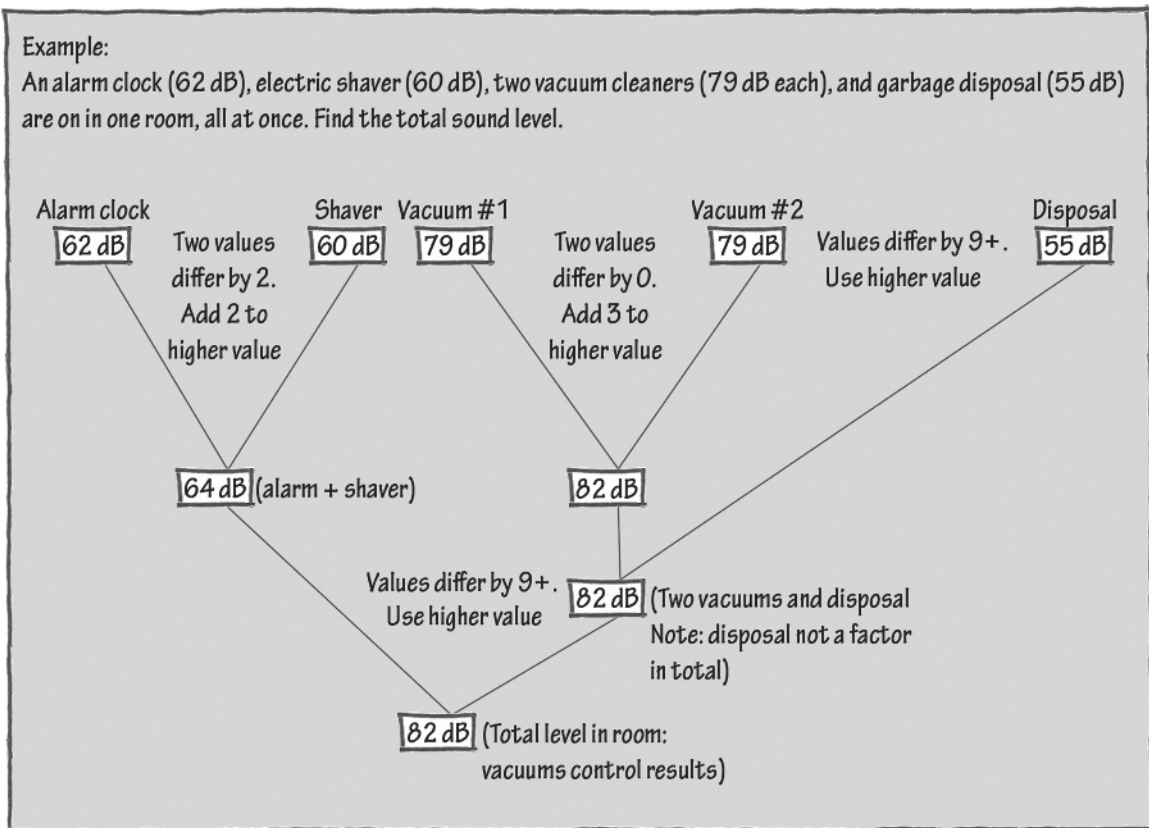 Example:
An alarm clock (62 dB), electric shaver (60 dB), two vacuum cleaners (79 dB each), and garbage disposal (55 dB)
are on in one room, all at once. Find the total sound level.
Alarm clock
62 dB
Two values
differ by 2.
Add 2 to
higher value
Shaver
60 dB
Vacuum #1
79 dB
Two values
differ by 0.
Add 3 to
higher value
Vacuum #2
79 dB
Values differ by 9+.
Use higher value
Disposal
55 dB
64 dB (alarm + shaver)
82 dB
Values differ by 9+.
Use higher value
82 dB (Two vacuums and disposal
Note: disposal not a factor
in total)
82 dB (Total level in room:
vacuums control results)